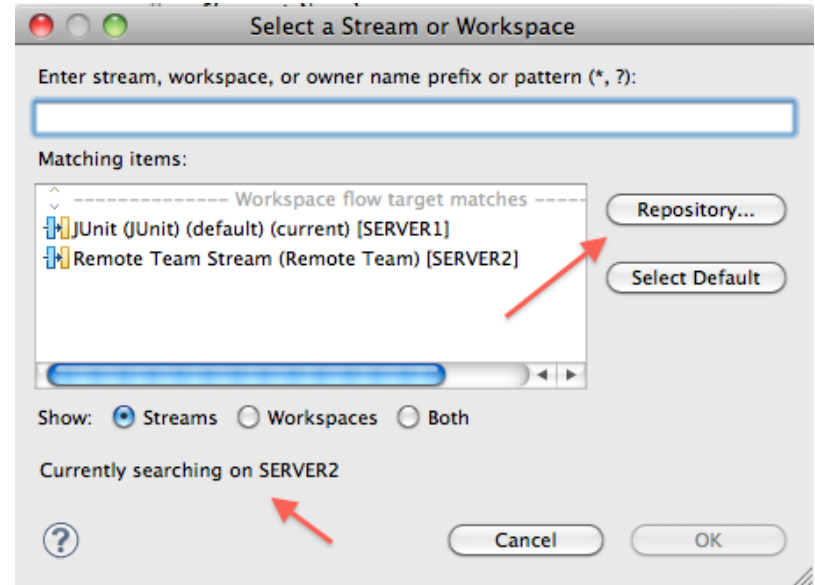 Select a Stream or Workspace
Enter stream, workspace, or owner name prefix or pattern (*, ?):
Matching items:
-------------- Workspace flow target matches -----
JUnit (JUnit) (default) (current) [SERVER1]
Remote Team Stream (Remote Team) [SERVER2]
Repository...
Select Default
Show: Streams Workspaces Both
Currently searching on SERVER2
?
Cancel OK